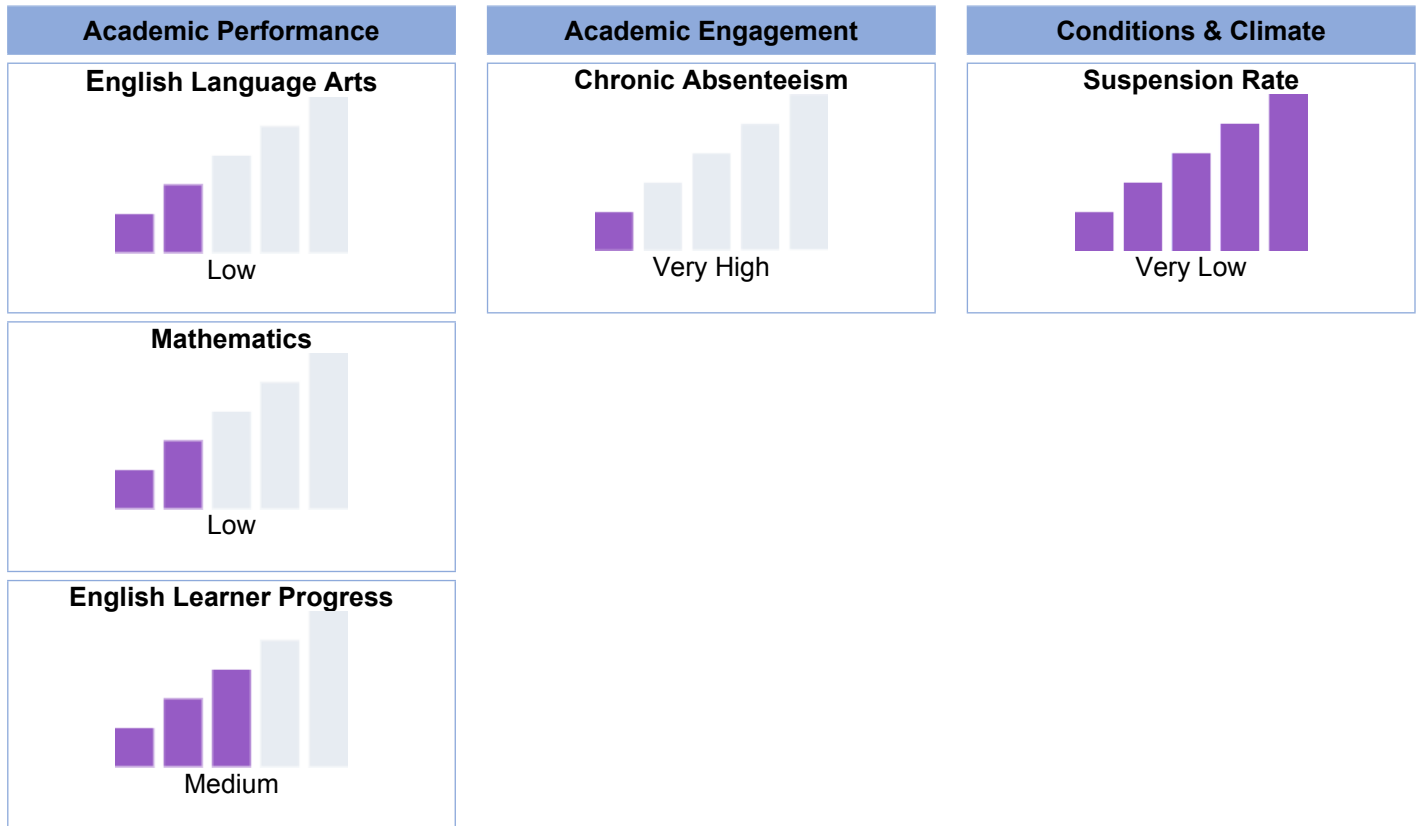 Academic Performance
English Language Arts
Low
Mathematics
Low
English Learner Progress
Medium
Academic Engagement
Chronic Absenteeism
Very High
Conditions & Climate
Suspension Rate
Very Low